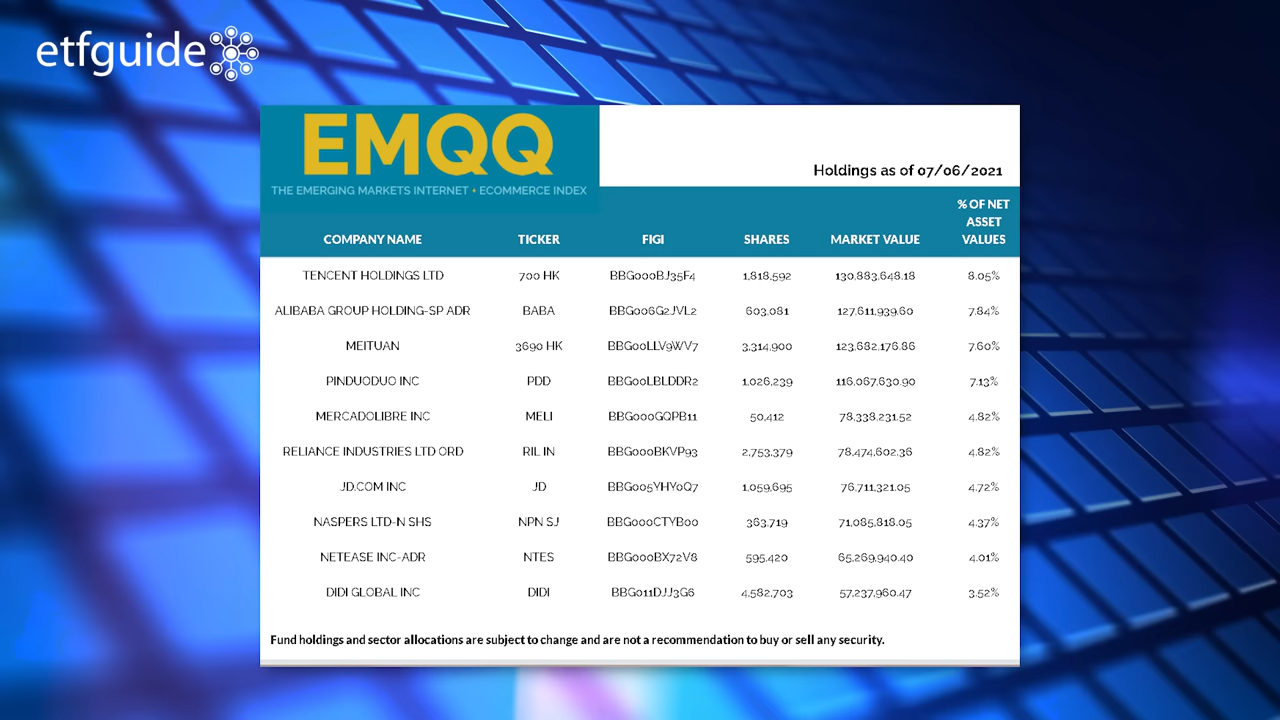 etfguide
EMQQ
THE EMERGING MARKETS INTERNET • ECOMMERCE INDEX
Holdings as of 07/06/2021
COMPANY NAME TICKER FIGI SHARES MARKET VALUE % OF NET ASSET VALUES
TENCENT HOLDINGS LTD 700 HK BBG000BJ35F4 1,818,592 130,883,648.18 8.05%
ALIBABA GROUP HOLDING-SP ADR BABA BBG006G2JVL2 603,081 127,611,939.60 7.84%
MEITUAN 3690 HK BBG00LLV9WV7 3,314,900 123,682,176.86 7.60%
PINDUODUO INC PDD BBG00LBLDDR2 1,026,239 116,067,630.90 7.13%
MERCADOLIBRE INC MELI BBG000GQPB11 50,412 78,338,231.52 4.82%
RELIANCE INDUSTRIES LTD ORD RIL IN BBG000BKVP93 2,753,379 78,474,602.36 4.82%
JD.COM INC JD BBG005YHY0Q7 1,059,695 76,711,321.05 4.72%
NASPERS LTD-N SHS NPN SJ BBG000CTYB00 363,719 71,085,818.05 4.37%
NETEASE INC-ADR NTES BBG000BX72V8 595,420 65,269,940.40 4.01%
DIDI GLOBAL INC DIDI BBG011DJJ3G6 4,582,703 57,237,960.47 3.52%
Fund holdings and sector allocations are subject to change and are not a recommendation to buy or sell any security.